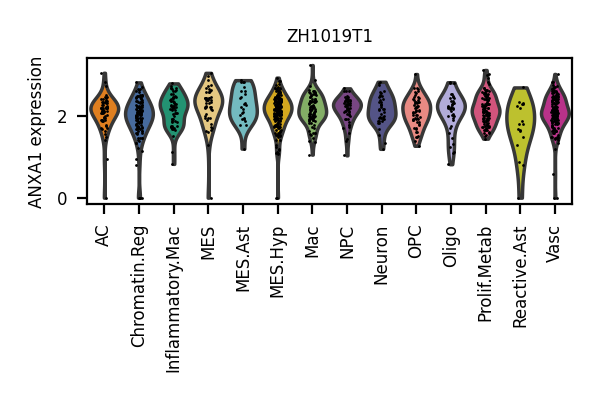 ZH1019T1
ANXA1 expression
2
0
AC
Chromatin.Reg
Inflammatory.Mac
MES
MES.Ast
MES.Hyp
Mac
NPC
Neuron
OPC
Oligo
Prolif.Metab
Reactive.Ast
Vasc